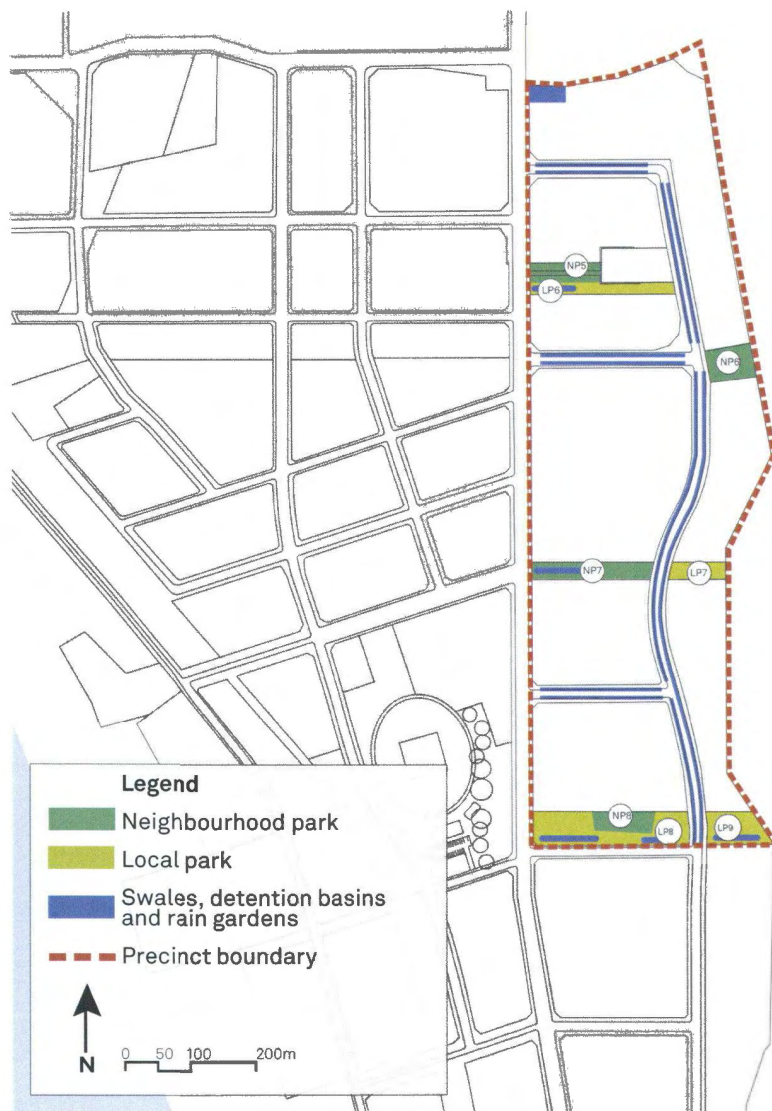 NP5
LP6
NP6
NP7
LP7
NP8
LP8
LP9
Legend
Neighbourhood park
Local park
Swales, detention basins
and rain gardens
Precinct boundary
N
0 50 100 200m